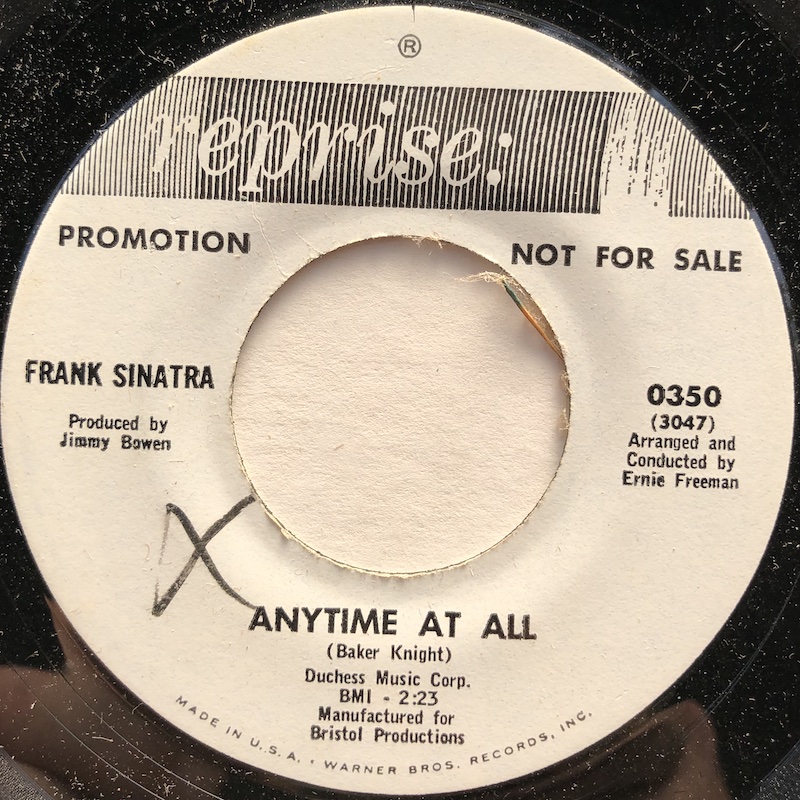 ®
reprise:
PROMOTION
NOT FOR SALE
FRANK SINATRA
Produced by
Jimmy Bowen
0350
(3047)
Arranged and
Conducted by
Ernie Freeman
X
ANYTIME AT ALL
(Baker Knight)
Duchess Music Corp.
BMI - 2:23
Manufactured for
Bristol Productions
MADE IN U.S.A. • WARNER BROS. RECORDS, INC.